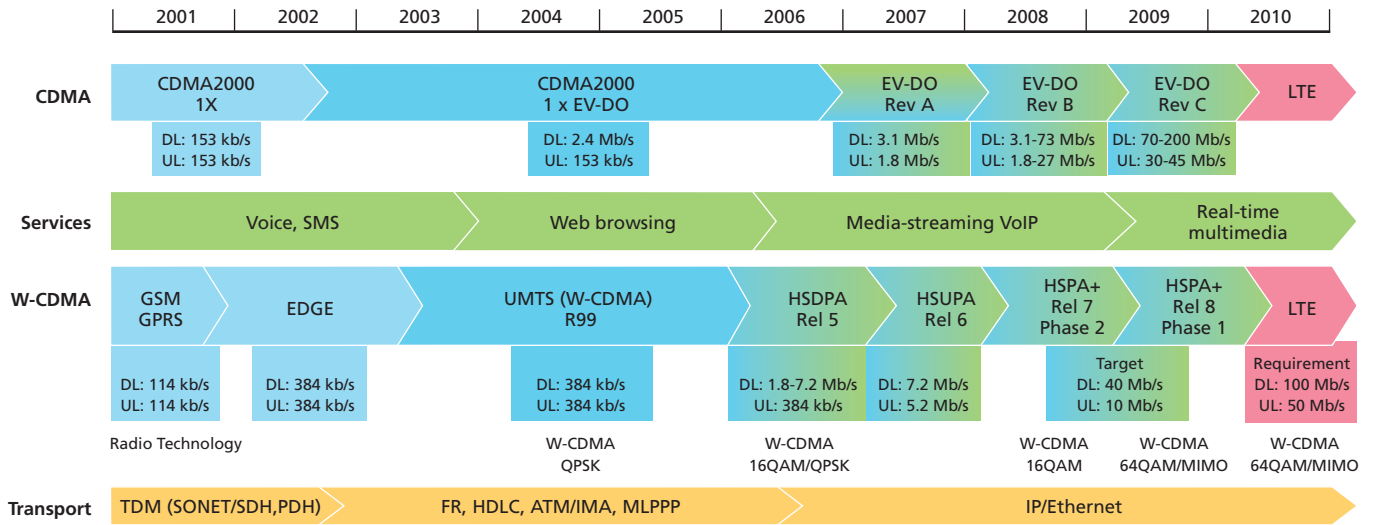 2001 2002 2003 2004 2005 2006 2007 2008 2009 2010
CDMA
CDMA2000
1X
CDMA2000
1 x EV-DO
EV-DO
Rev A
EV-DO
Rev B
EV-DO
Rev C
LTE
DL: 153 kb/s
UL: 153 kb/s
DL: 2.4 Mb/s
UL: 153 kb/s
DL: 3.1 Mb/s
UL: 1.8 Mb/s
DL: 3.1-73 Mb/s
UL: 1.8-27 Mb/s
DL: 70-200 Mb/s
UL: 30-45 Mb/s
Services
Voice, SMS
Web browsing
Media-streaming VoIP
Real-time
multimedia
W-CDMA
GSM
GPRS
EDGE
UMTS (W-CDMA)
R99
HSDPA
Rel 5
HSUPA
Rel 6
HSPA+
Rel 7
Phase 2
HSPA+
Rel 8
Phase 1
LTE
DL: 114 kb/s
UL: 114 kb/s
DL: 384 kb/s
UL: 384 kb/s
DL: 384 kb/s
UL: 384 kb/s
DL: 1.8-7.2 Mb/s
UL: 384 kb/s
DL: 7.2 Mb/s
UL: 5.2 Mb/s
Target
DL: 40 Mb/s
UL: 10 Mb/s
Requirement
DL: 100 Mb/s
UL: 50 Mb/s
Radio Technology
W-CDMA
QPSK
W-CDMA
16QAM/QPSK
W-CDMA
16QAM
W-CDMA
64QAM/MIMO
W-CDMA
64QAM/MIMO
Transport
TDM (SONET/SDH,PDH)
FR, HDLC, ATM/IMA, MLPPP
IP/Ethernet